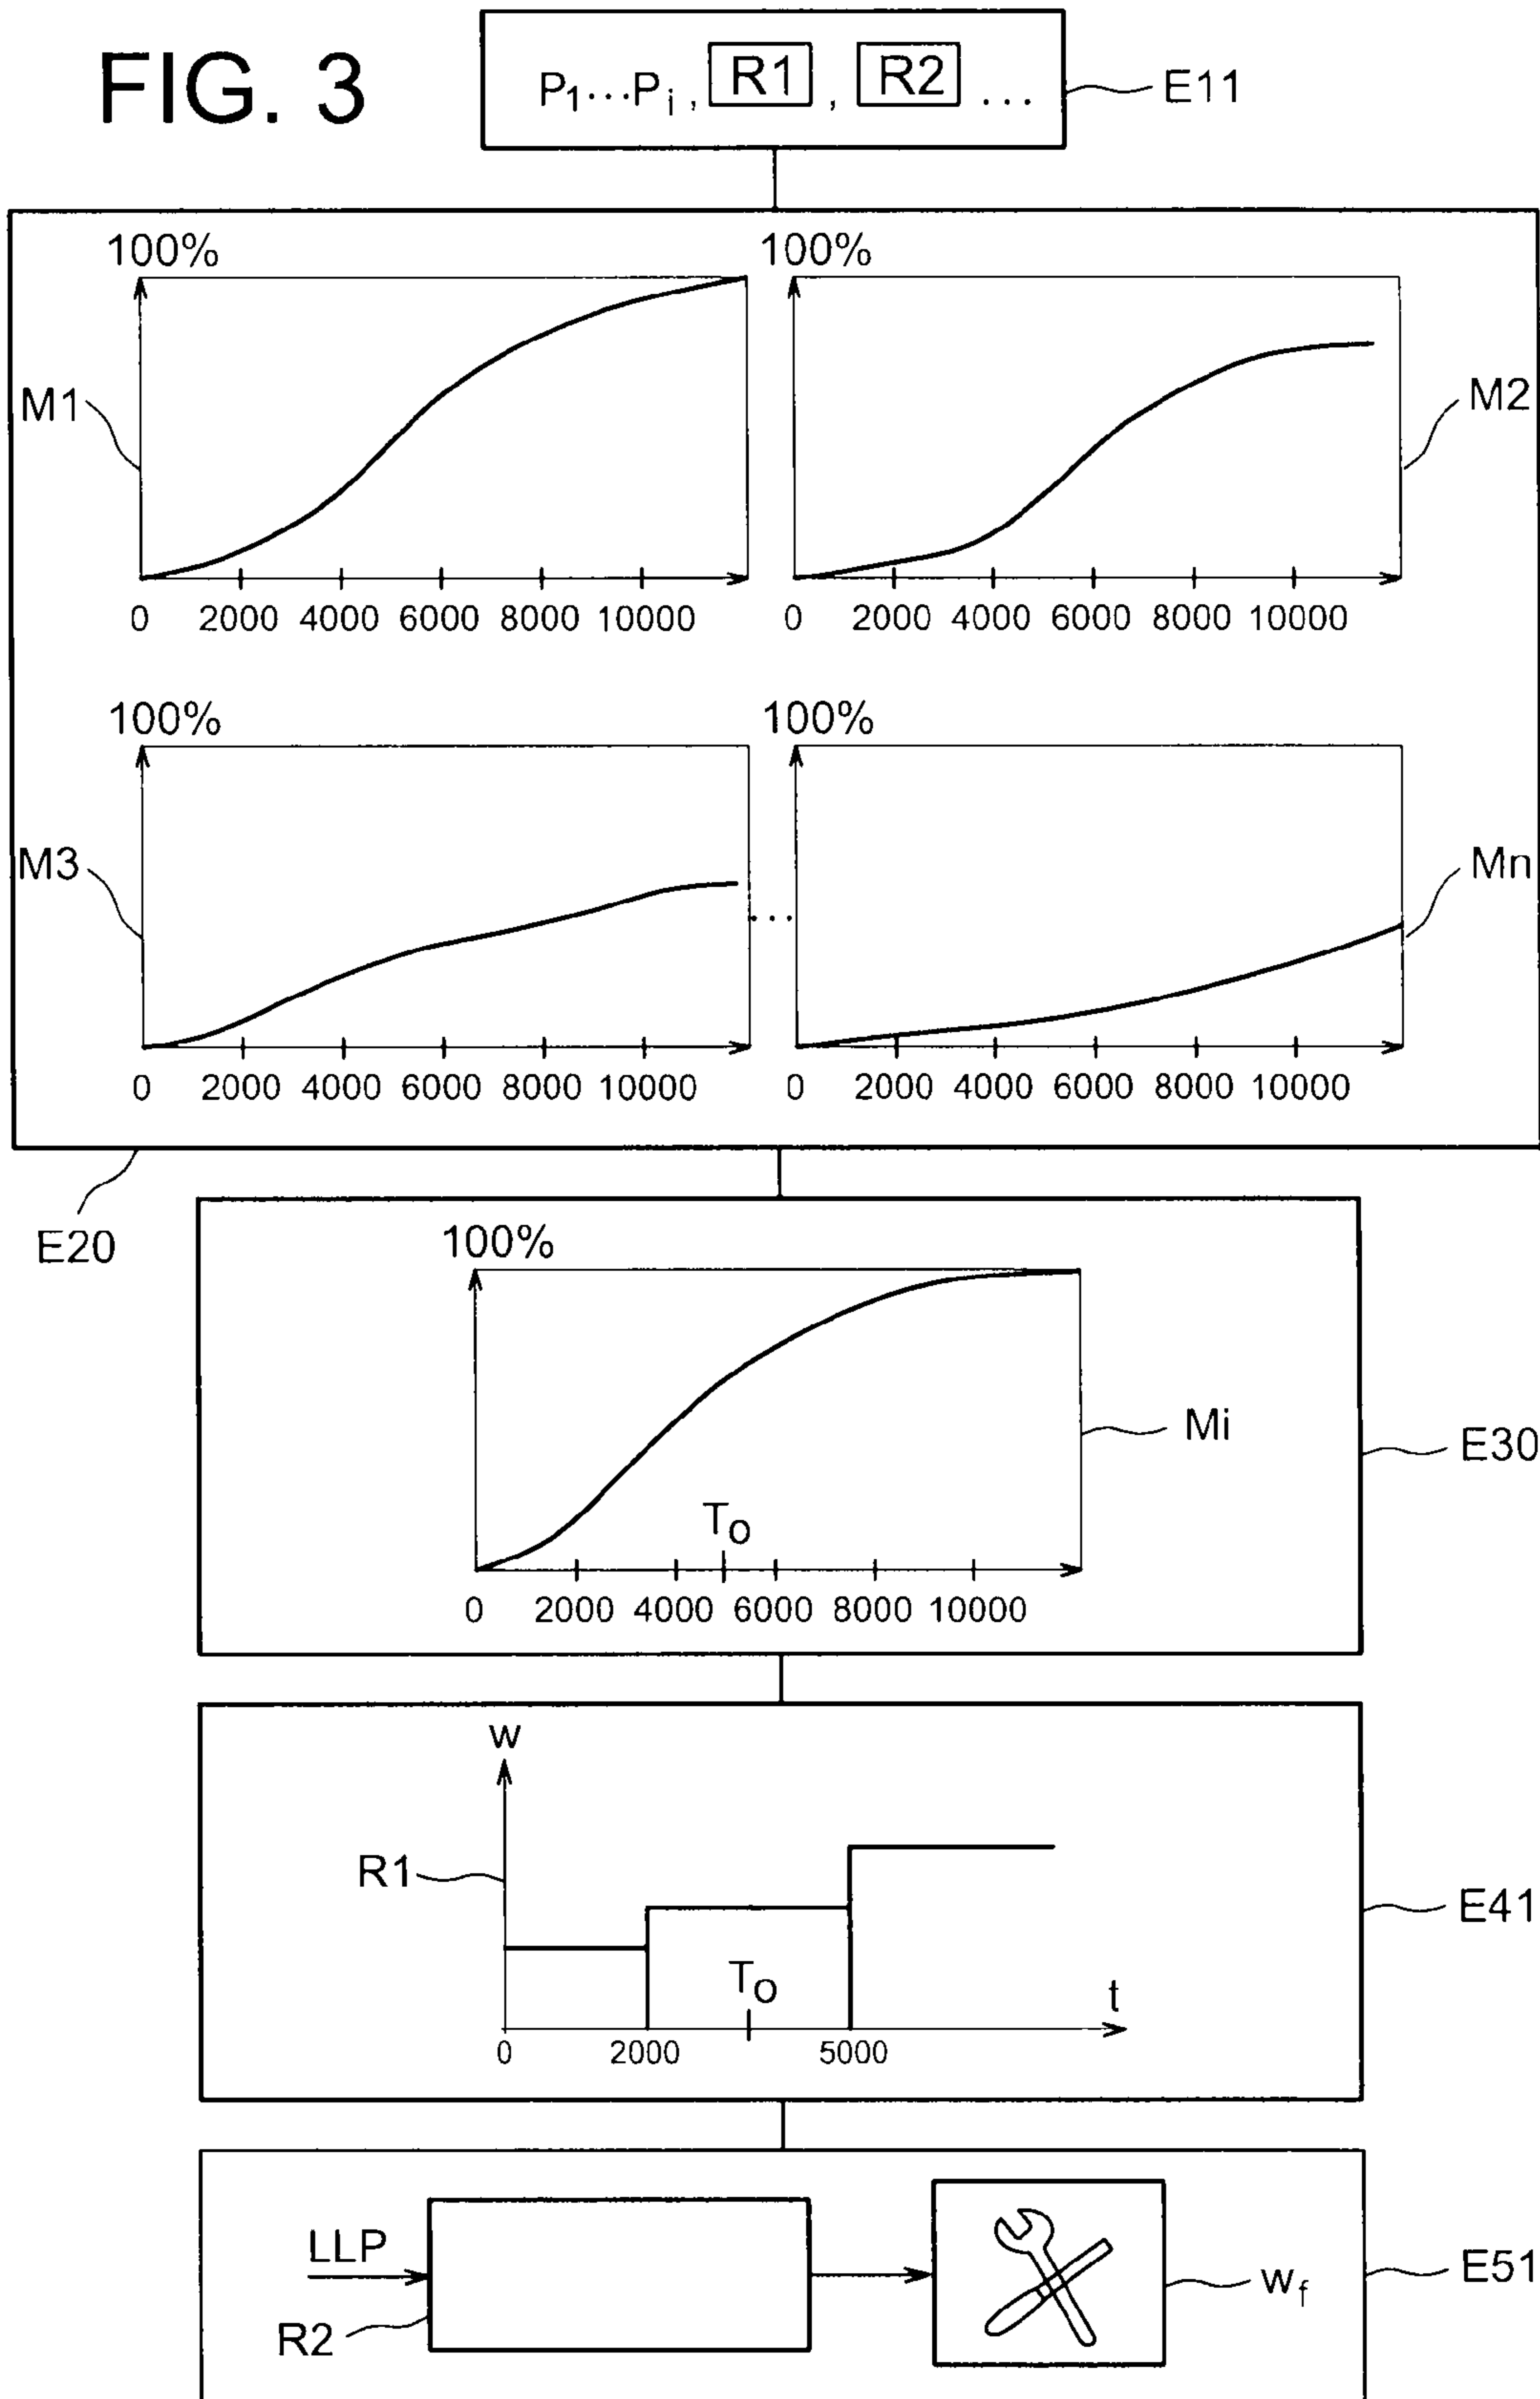 FIG. 3
P1...Pi, R1, R2 ...
E11
100%
100%
M1
M2
0 2000 4000 6000 8000 10000
0 2000 4000 6000 8000 10000
100%
100%
M3
...
Mn
0 2000 4000 6000 8000 10000
0 2000 4000 6000 8000 10000
E20
100%
Mi
E30
TO
0 2000 4000 6000 8000 10000
w
R1
E41
TO
t
0 2000 5000
LLP
R2
wf
E51